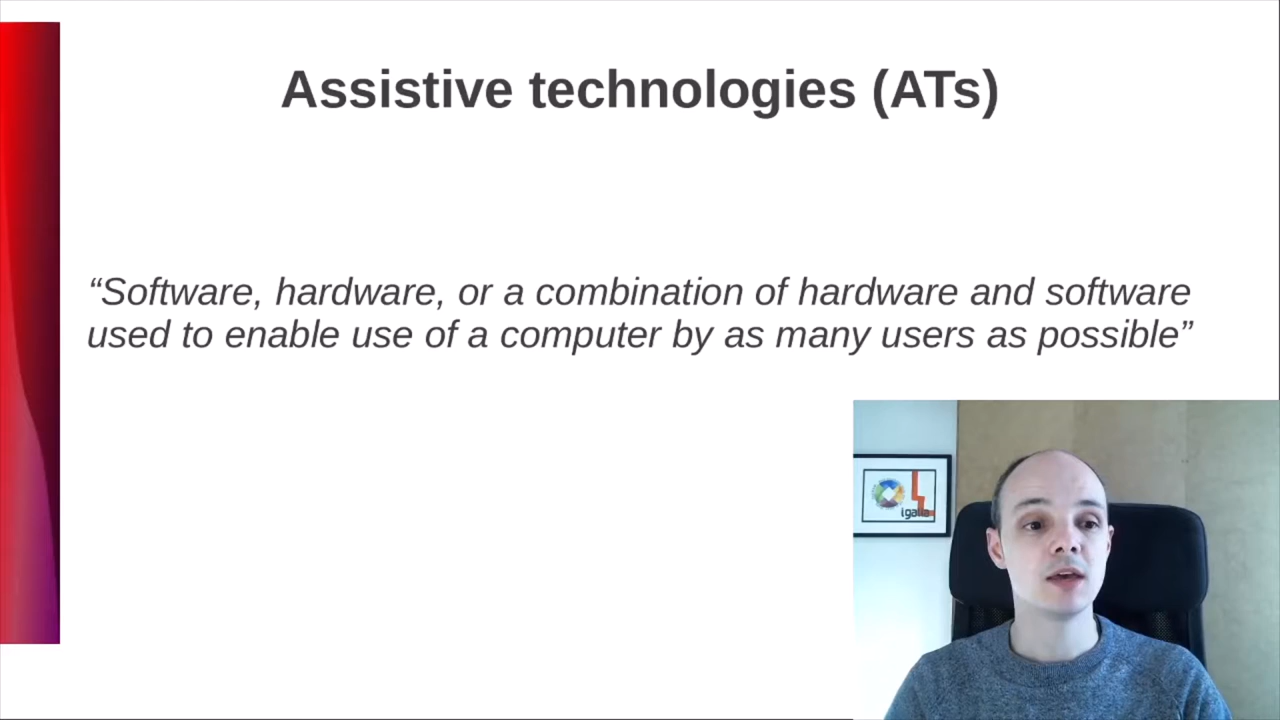 Assistive technologies (ATs)
“Software, hardware, or a combination of hardware and software
used to enable use of a computer by as many users as possible”
igalia